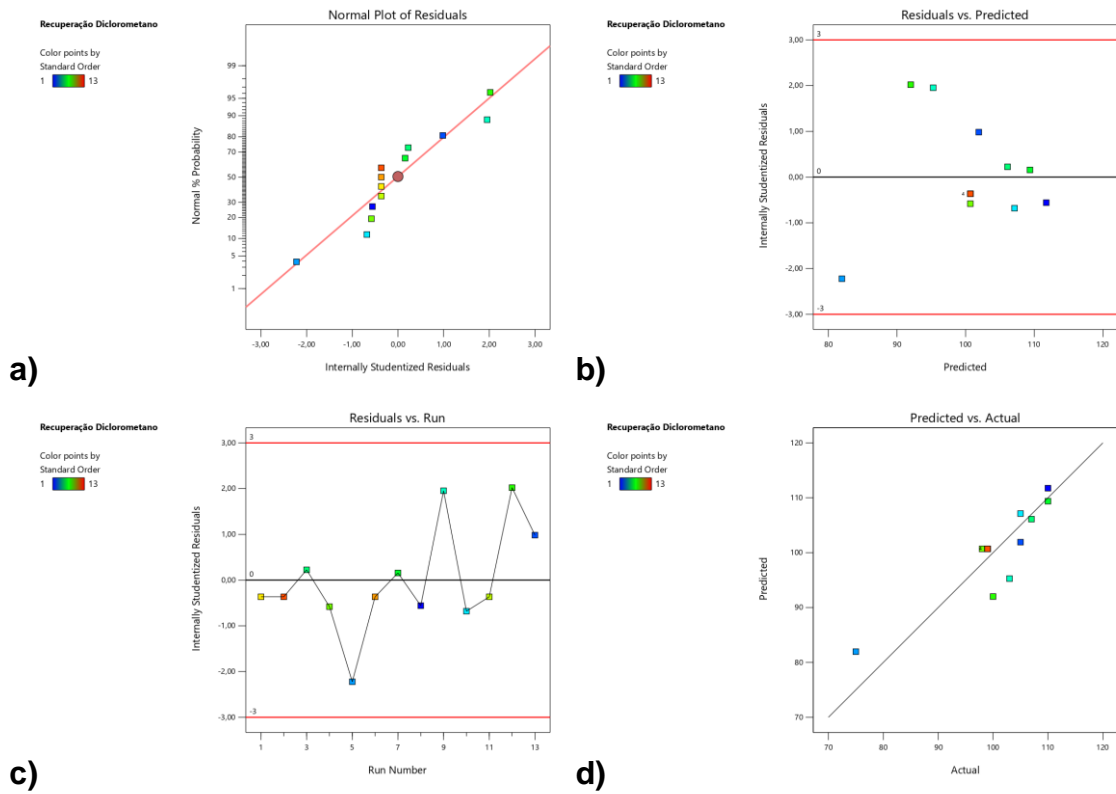 Recuperação Diclorometano
Color points by
Standard Order
1 13
Normal Plot of Residuals
Normal % Probability
99
95
90
80
70
50
30
20
10
5
1
-3,00 -2,00 -1,00 0,00 1,00 2,00 3,00
Internally Studentized Residuals
a)
Recuperação Diclorometano
Color points by
Standard Order
1 13
Residuals vs. Predicted
Internally Studentized Residuals
3,00
2,00
1,00
0,00
-1,00
-2,00
-3,00
3
0
4
-3
80 90 100 110 120
Predicted
b)
Recuperação Diclorometano
Color points by
Standard Order
1 13
Residuals vs. Run
Internally Studentized Residuals
3,00
2,00
1,00
0,00
-1,00
-2,00
-3,00
3
0
-3
1 3 5 7 9 11 13
Run Number
c)
Recuperação Diclorometano
Color points by
Standard Order
1 13
Predicted vs. Actual
Predicted
120
110
100
90
80
70
70 80 90 100 110 120
Actual
d)